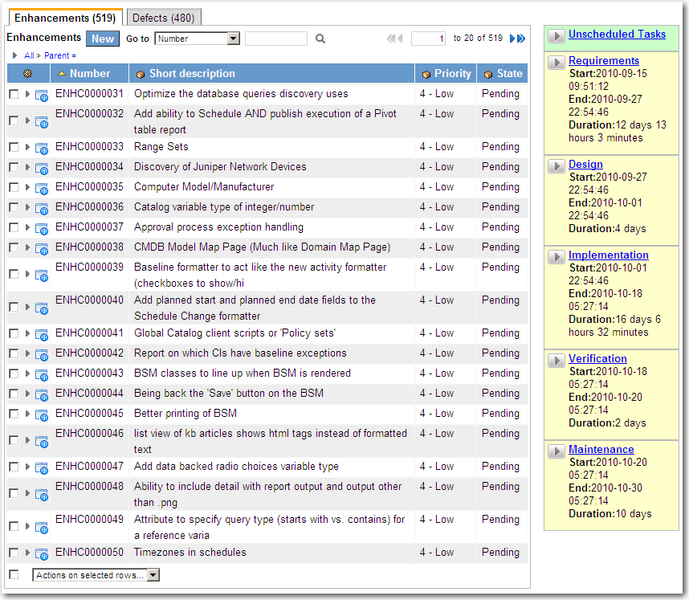 Enhancements (519) Defects (480)
Enhancements New Go to Number 1 to 20 of 519
All > Parent =
Number Short description Priority State
ENHC0000031 Optimize the database queries discovery uses 4 - Low Pending
ENHC0000032 Add ability to Schedule AND publish execution of a Pivot 4 - Low Pending
table report
ENHC0000033 Range Sets 4 - Low Pending
ENHC0000034 Discovery of Juniper Network Devices 4 - Low Pending
ENHC0000035 Computer Model/Manufacturer 4 - Low Pending
ENHC0000036 Catalog variable type of integer/number 4 - Low Pending
ENHC0000037 Approval process exception handling 4 - Low Pending
ENHC0000038 CMDB Model Map Page (Much like Domain Map Page) 4 - Low Pending
ENHC0000039 Baseline formatter to act like the new activity formatter 4 - Low Pending
(checkboxes to show/hi
ENHC0000040 Add planned start and planned end date fields to the 4 - Low Pending
Schedule Change formatter
ENHC0000041 Global Catalog client scripts or 'Policy sets' 4 - Low Pending
ENHC0000042 Report on which CIs have baseline exceptions 4 - Low Pending
ENHC0000043 BSM classes to line up when BSM is rendered 4 - Low Pending
ENHC0000044 Being back the 'Save' button on the BSM 4 - Low Pending
ENHC0000045 Better printing of BSM 4 - Low Pending
ENHC0000046 list view of kb articles shows html tags instead of formatted 4 - Low Pending
text
ENHC0000047 Add data backed radio choices variable type 4 - Low Pending
ENHC0000048 Ability to include detail with report output and output other 4 - Low Pending
than .png
ENHC0000049 Attribute to specify query type (starts with vs. contains) for 4 - Low Pending
a reference varia
ENHC0000050 Timezones in schedules 4 - Low Pending
Actions on selected rows...
Unscheduled Tasks
Requirements
Start:2010-09-15
09:51:12
End:2010-09-27
22:54:46
Duration:12 days 13
hours 3 minutes
Design
Start:2010-09-27
22:54:46
End:2010-10-01
22:54:46
Duration:4 days
Implementation
Start:2010-10-01
22:54:46
End:2010-10-18
05:27:14
Duration:16 days 6
hours 32 minutes
Verification
Start:2010-10-18
05:27:14
End:2010-10-20
05:27:14
Duration:2 days
Maintenance
Start:2010-10-20
05:27:14
End:2010-10-30
05:27:14
Duration:10 days